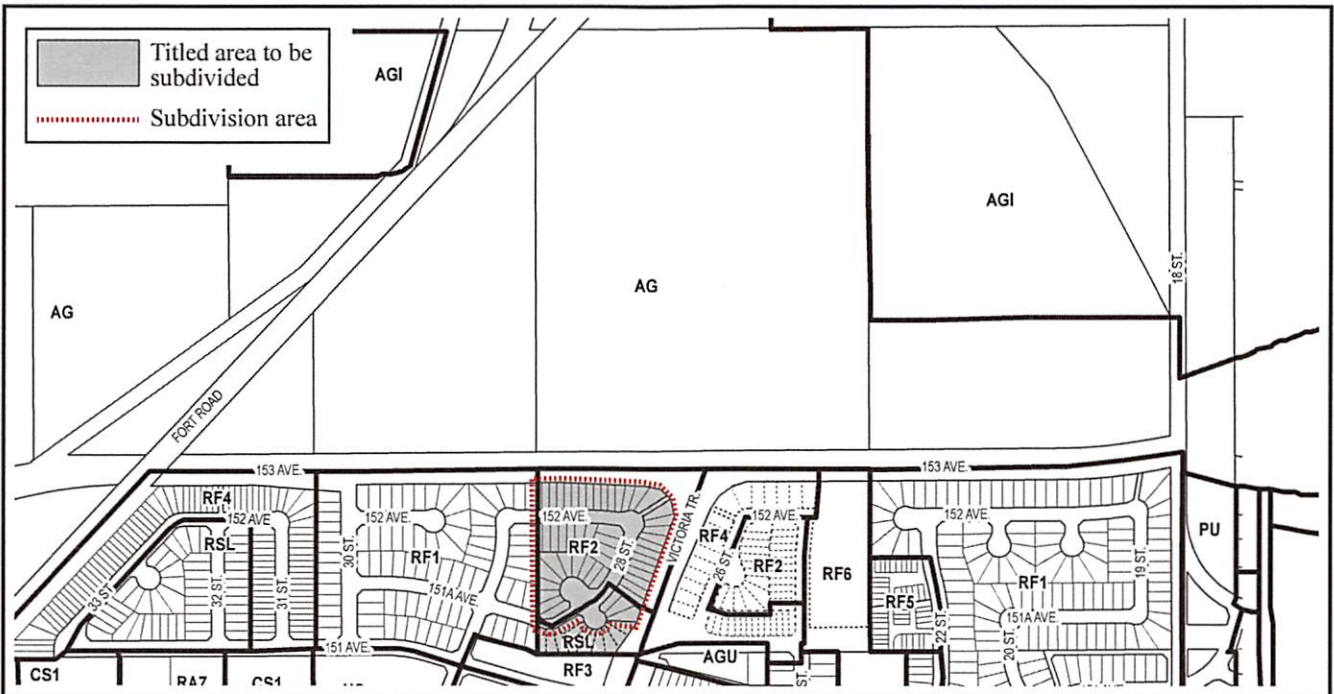 Titled area to be
subdivided
Subdivision area
AGI
AGI
AG
AG
18 ST.
FORT ROAD
153 AVE.
153 AVE.
RF4
152 AVE
RSL
33 ST.
32 ST.
31 ST.
30 ST.
152 AVE.
RF1
151A AVE.
151 AVE.
152 AVE.
RF2
28 ST.
RSL
RF3
VICTORIA TR.
RF4
152 AVE.
26 ST.
RF2
RF6
AGU
ST.
152 AVE.
RF5
22 ST.
RF1
151A AVE.
20 ST.
19 ST.
PU
CS1
RA7
CS1